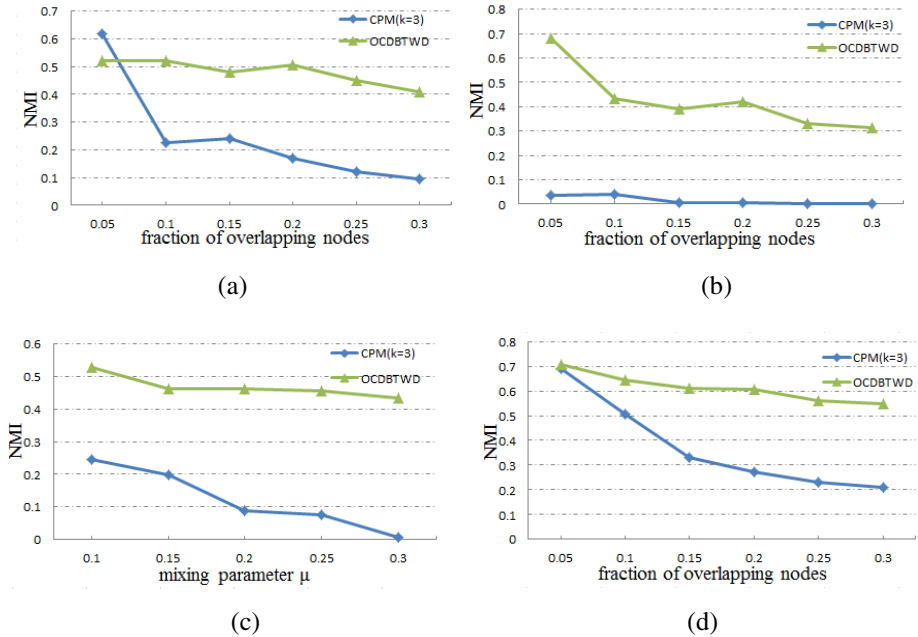 0.7
0.6
0.5
0.4
0.3
0.2
0.1
0
NMI
CPM(k=3)
OCDBTWD
0.05 0.1 0.15 0.2 0.25 0.3
fraction of overlapping nodes
(a)
0.8
0.7
0.6
0.5
0.4
0.3
0.2
0.1
0
NMI
CPM(k=3)
OCDBTWD
0.05 0.1 0.15 0.2 0.25 0.3
fraction of overlapping nodes
(b)
0.6
0.5
0.4
0.3
0.2
0.1
0
NMI
CPM(k=3)
OCDBTWD
0.1 0.15 0.2 0.25 0.3
mixing parameter μ
(c)
0.8
0.7
0.6
0.5
0.4
0.3
0.2
0.1
0
NMI
CPM(k=3)
OCDBTWD
0.05 0.1 0.15 0.2 0.25 0.3
fraction of overlapping nodes
(d)